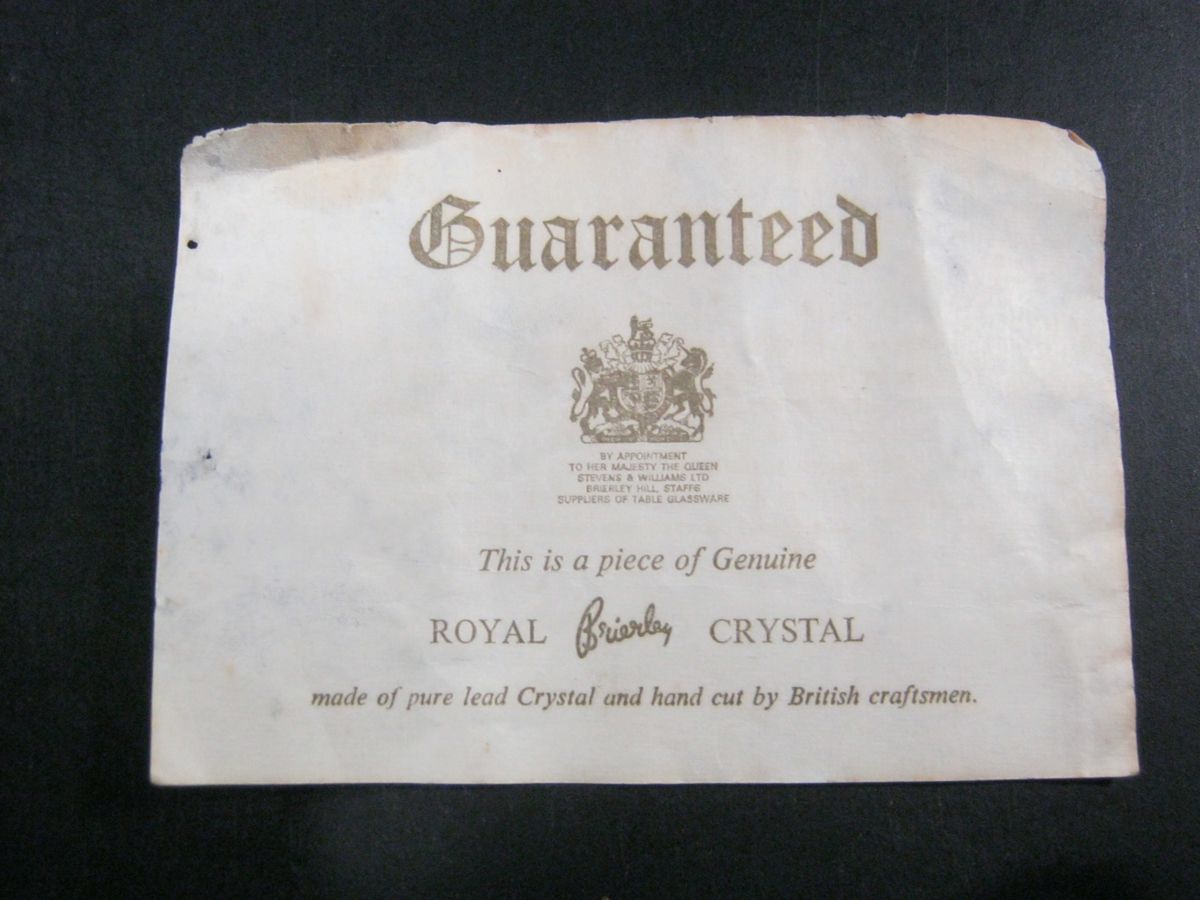 Guaranteed
BY APPOINTMENT
TO HER MAJESTY THE QUEEN
STEVENS & WILLIAMS LTD
BRIERLEY HILL, STAFFS
SUPPLIERS OF TABLE GLASSWARE
This is a piece of Genuine
ROYAL Brierley CRYSTAL
made of pure lead Crystal and hand cut by British craftsmen.